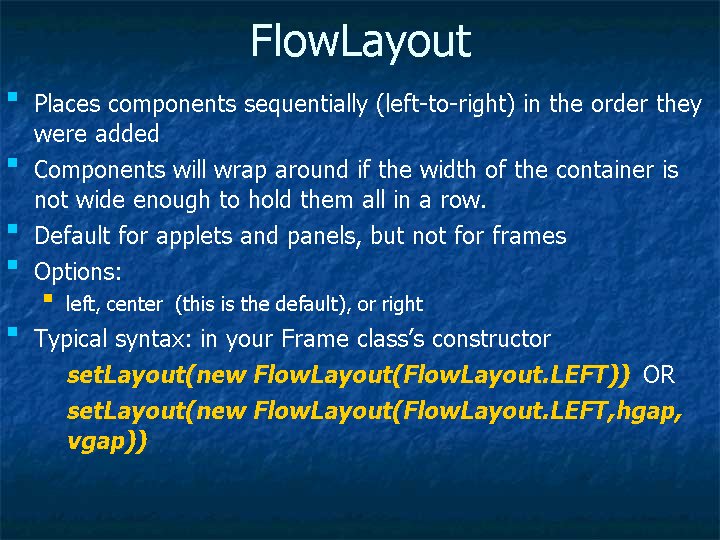 FlowLayout
Places components sequentially (left-to-right) in the order they
were added
Components will wrap around if the width of the container is
not wide enough to hold them all in a row.
Default for applets and panels, but not for frames
Options:
left, center (this is the default), or right
Typical syntax: in your Frame class’s constructor
setLayout(new FlowLayout(FlowLayout.LEFT)) OR
setLayout(new FlowLayout(FlowLayout.LEFT,hgap,
vgap))